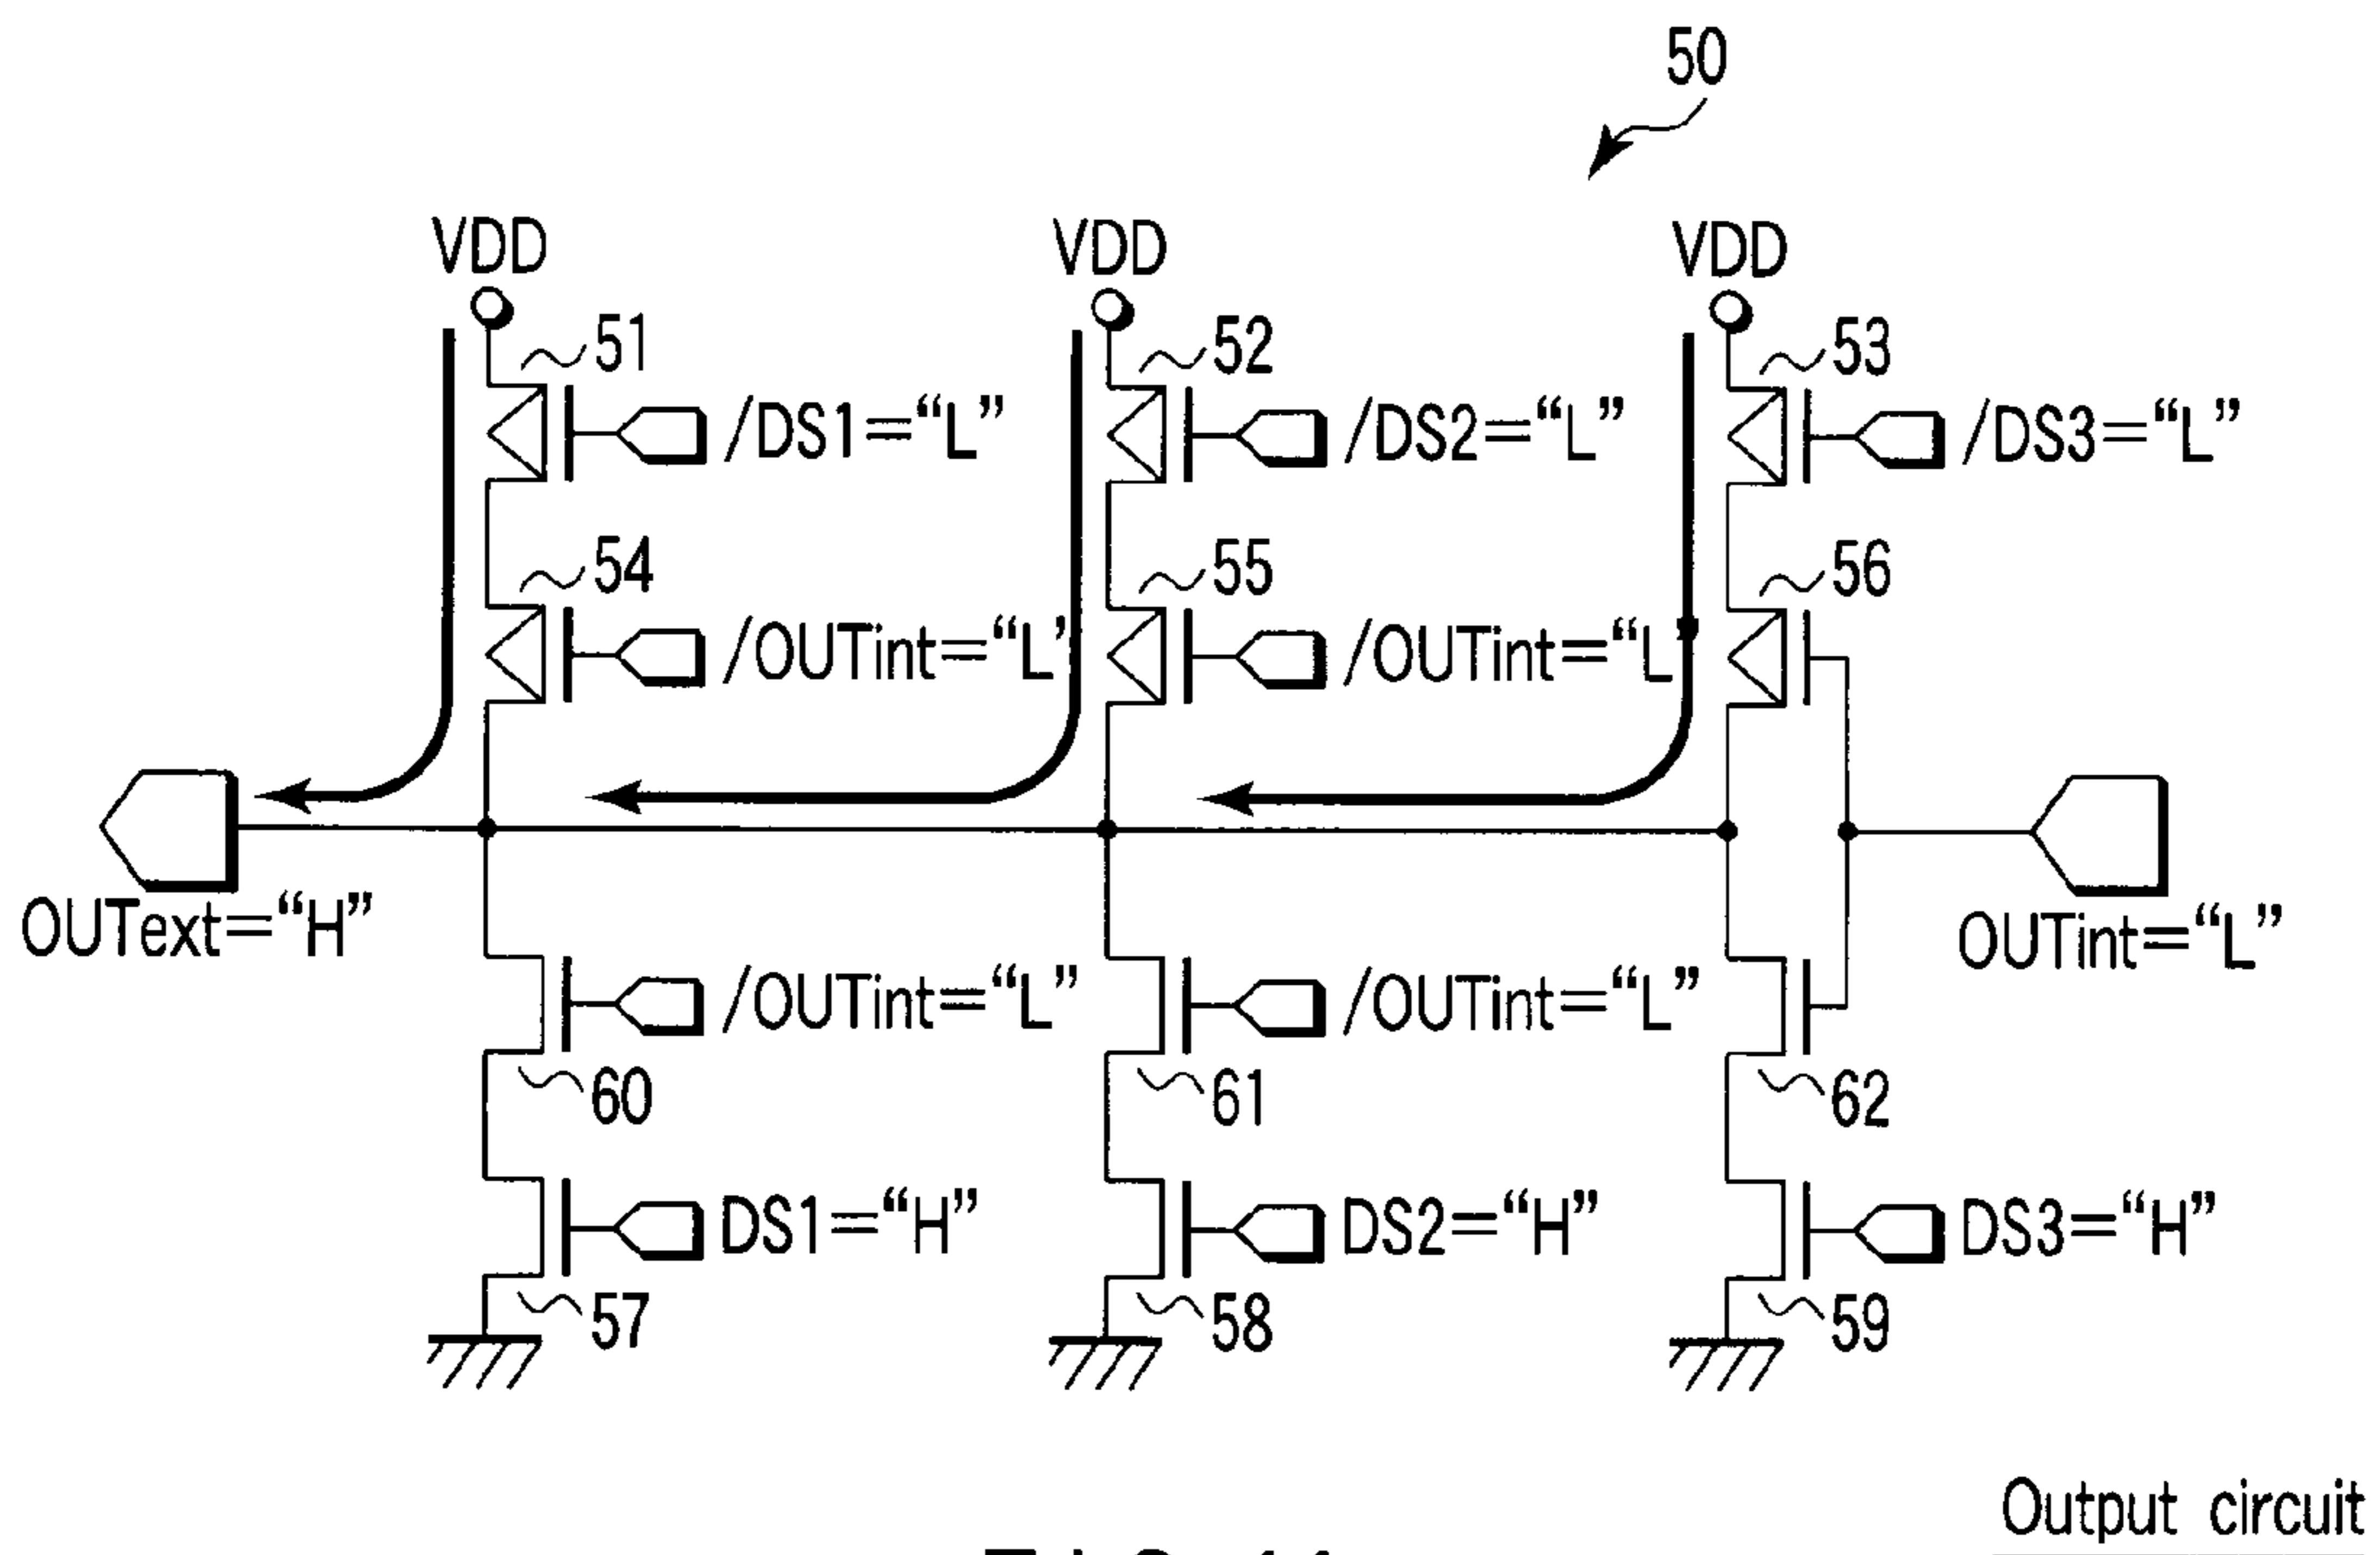 50
VDD VDD VDD
51 52 53
/DS1=“L” /DS2=“L” /DS3=“L”
54 55 56
/OUTint=“L’ /OUTint=“L
OUText=“H” OUTint=“L”
/OUTint=“L” /OUTint=“L”
60 61 62
DS1=“H” DS2=“H” DS3=“H”
57 58 59
Output circuit